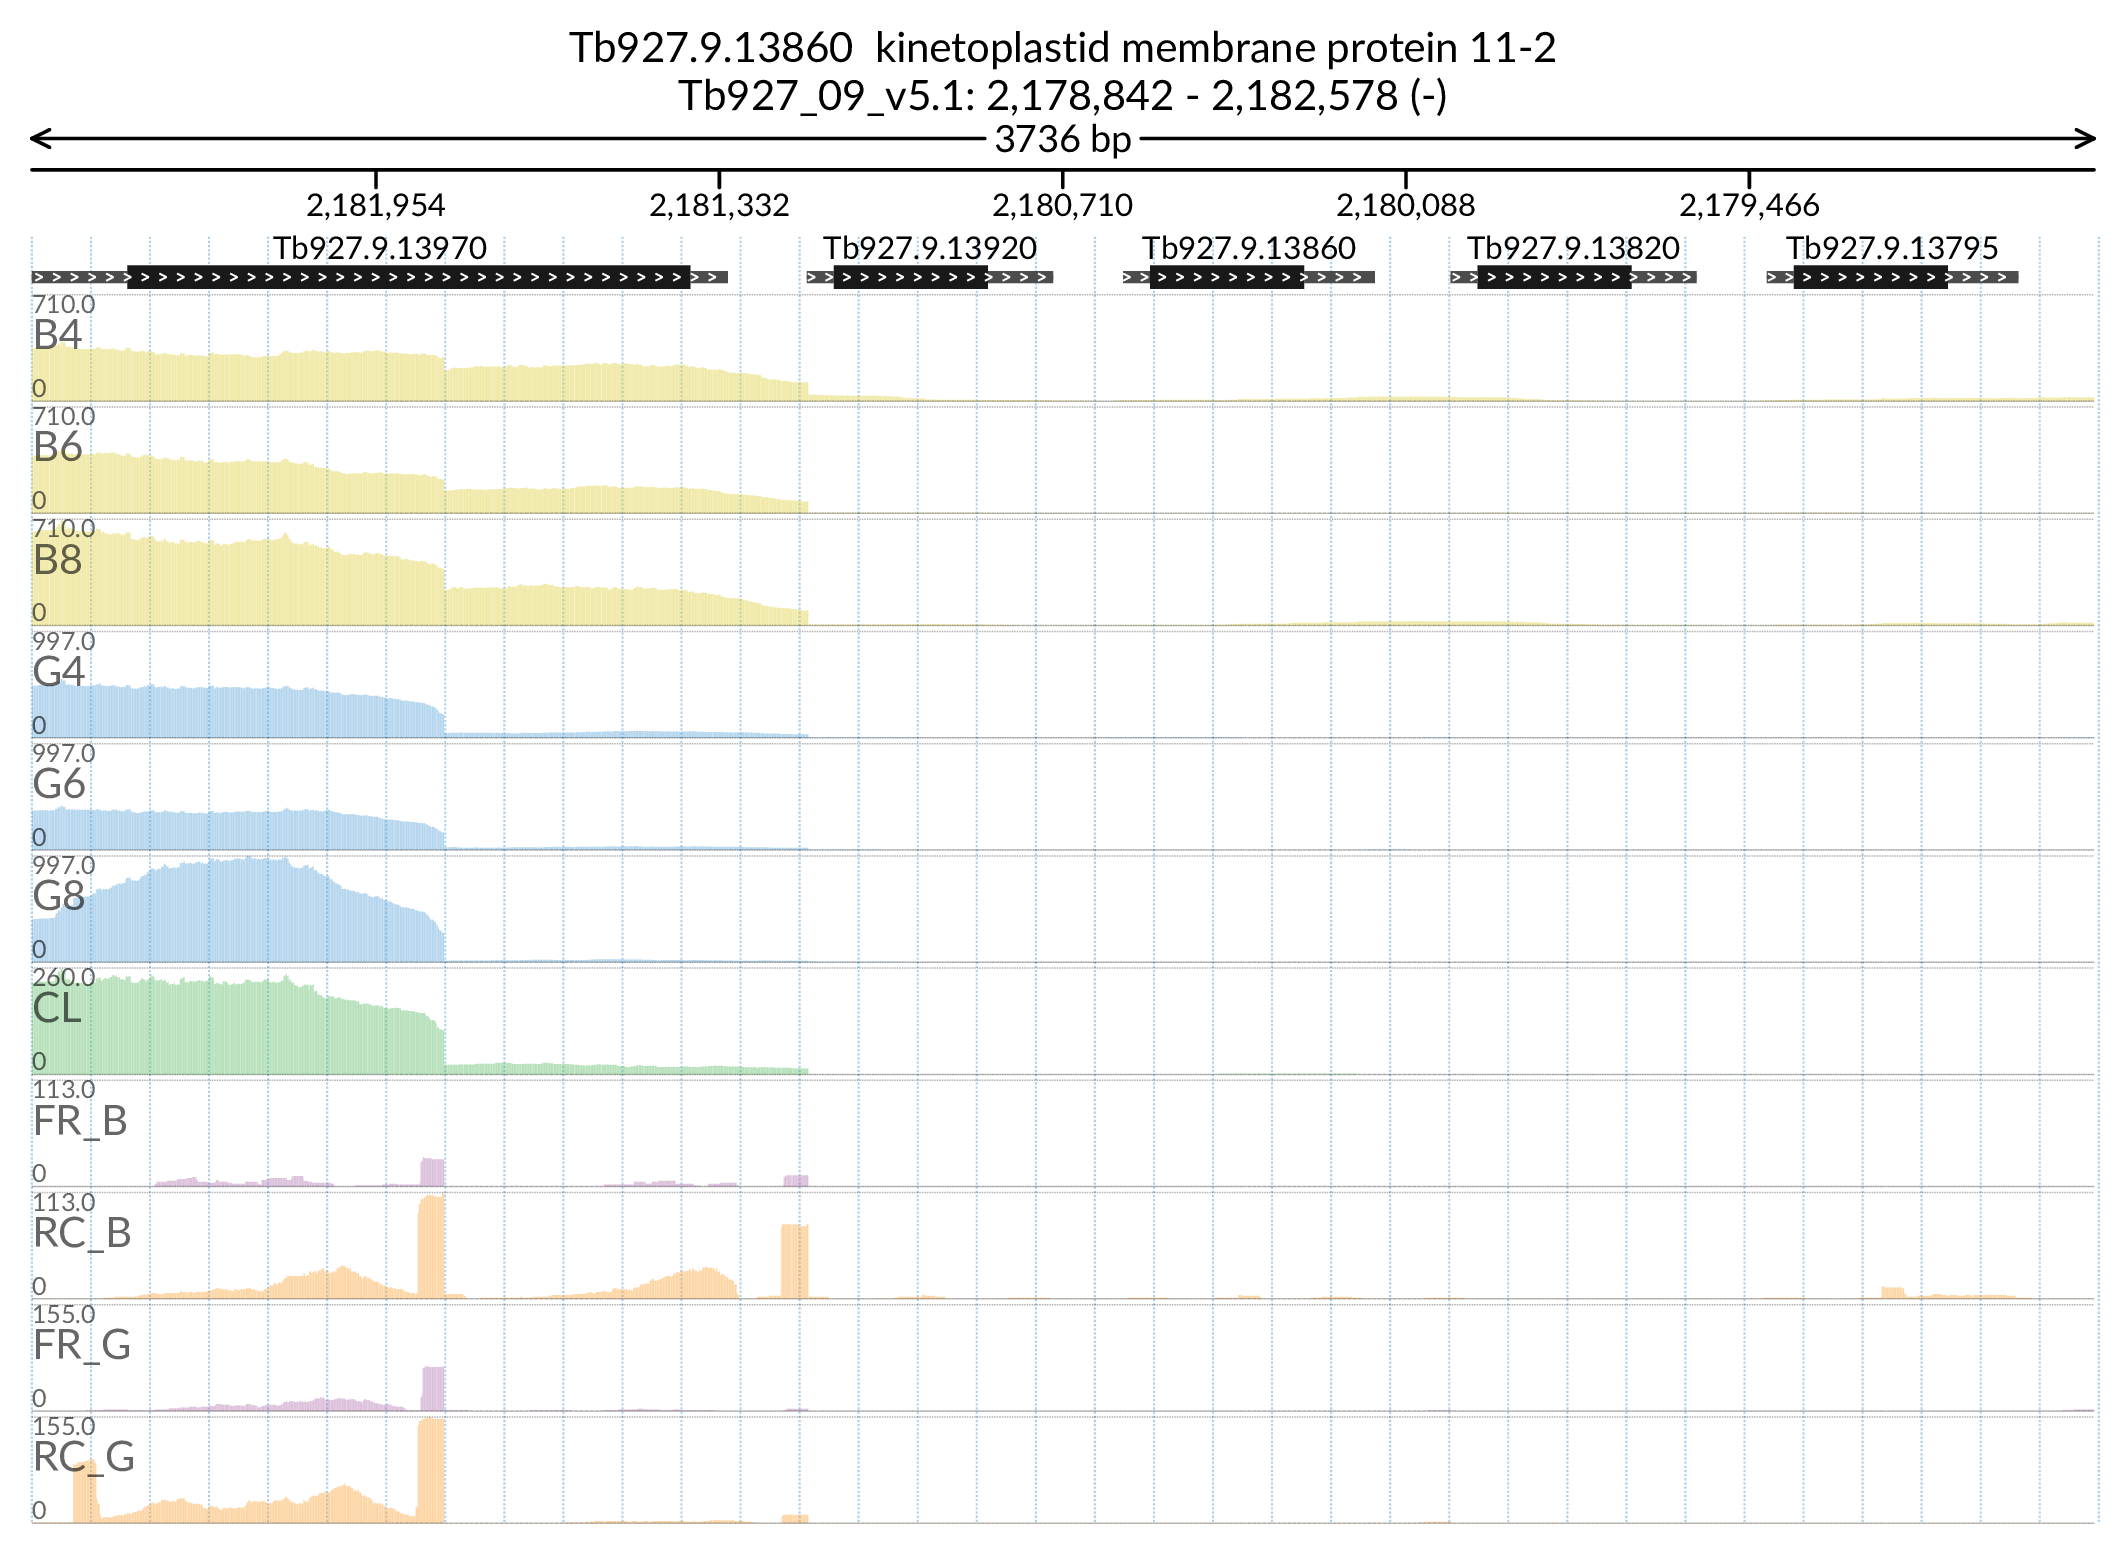 Tb927.9.13860  kinetoplastid membrane protein 11-2
Tb927_09_v5.1: 2,178,842 - 2,182,578 (-)
3736 bp
2,181,954 2,181,332 2,180,710 2,180,088 2,179,466
Tb927.9.13970 Tb927.9.13920 Tb927.9.13860 Tb927.9.13820 Tb927.9.13795
710.0
B4
0
710.0
B6
0
710.0
B8
0
997.0
G4
0
997.0
G6
0
997.0
G8
0
260.0
CL
0
113.0
FR_B
0
113.0
RC_B
0
155.0
FR_G
0
155.0
RC_G
0